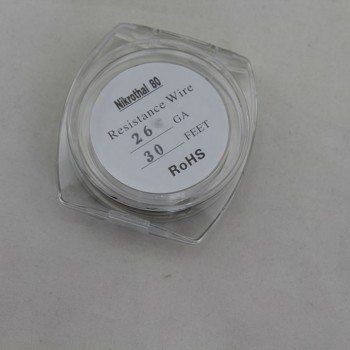 Nikrothal 80
Resistance Wire
26 GA
30 FEET
RoHS